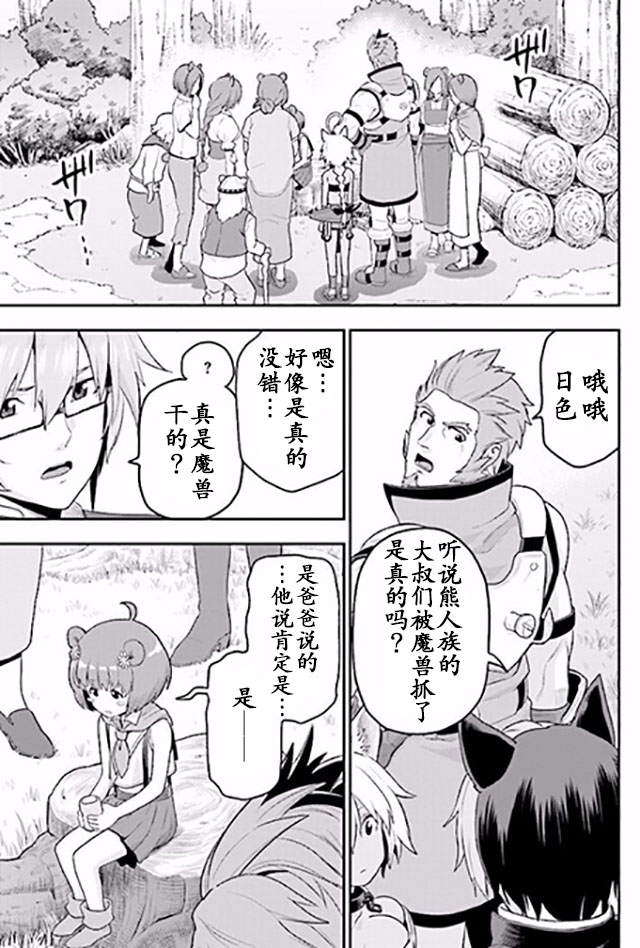 ザワ
ザワ…
哦哦
日色
听说熊人族的
大叔们被魔兽抓了
是真的吗？
嗯…
好像是真的
没错…
？
真是魔兽
干的？
是爸爸说的
…他说肯定是…
是——